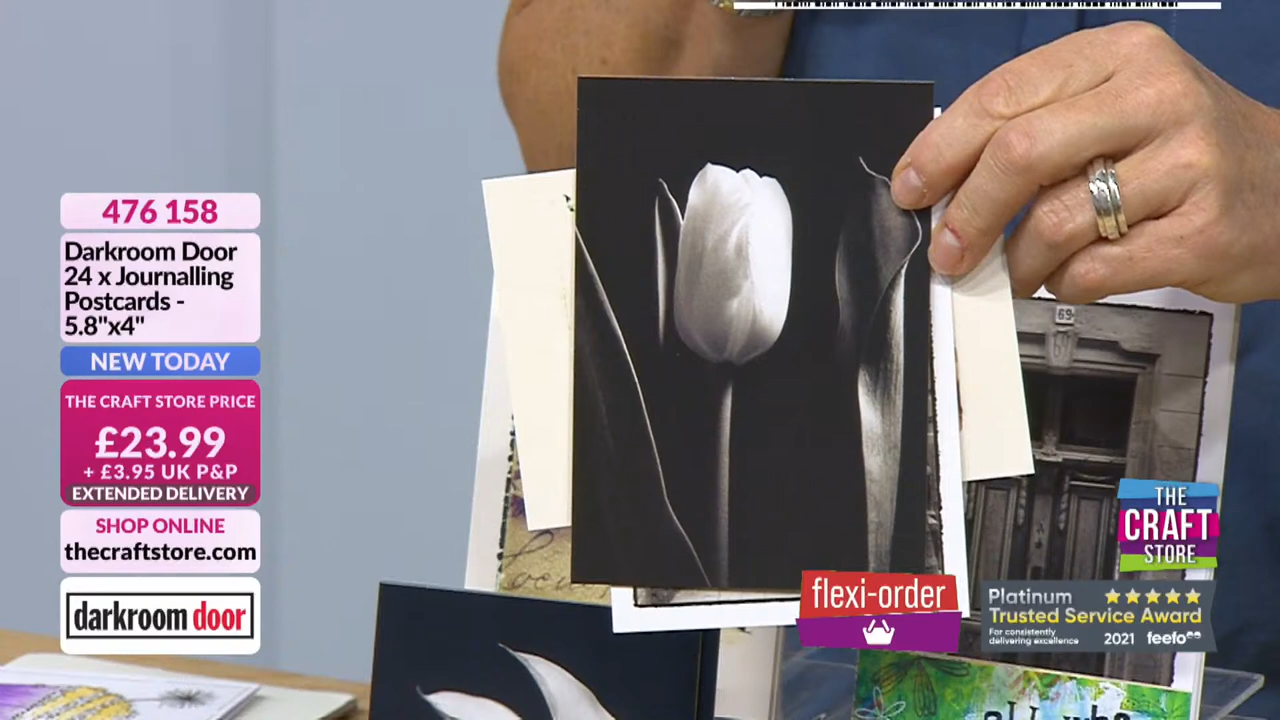 476 158
Darkroom Door
24 x Journalling
Postcards -
5.8"x4"
NEW TODAY
THE CRAFT STORE PRICE
£23.99
+ £3.95 UK P&P
EXTENDED DELIVERY
SHOP ONLINE
thecraftstore.com
darkroom door
69
THE
CRAFT
STORE
flexi-order
Platinum
Trusted Service Award
For consistently
delivering excellence
2021 feefo